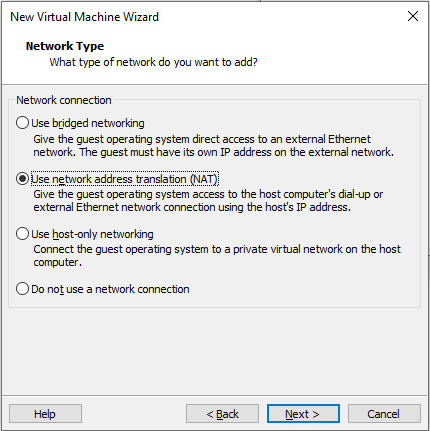 New Virtual Machine Wizard
Network Type
What type of network do you want to add?
Network connection
Use bridged networking
Give the guest operating system direct access to an external Ethernet
network. The guest must have its own IP address on the external network.
Use network address translation (NAT)
Give the guest operating system access to the host computer's dial-up or
external Ethernet network connection using the host's IP address.
Use host-only networking
Connect the guest operating system to a private virtual network on the host
computer.
Do not use a network connection
Help
< Back
Next >
Cancel